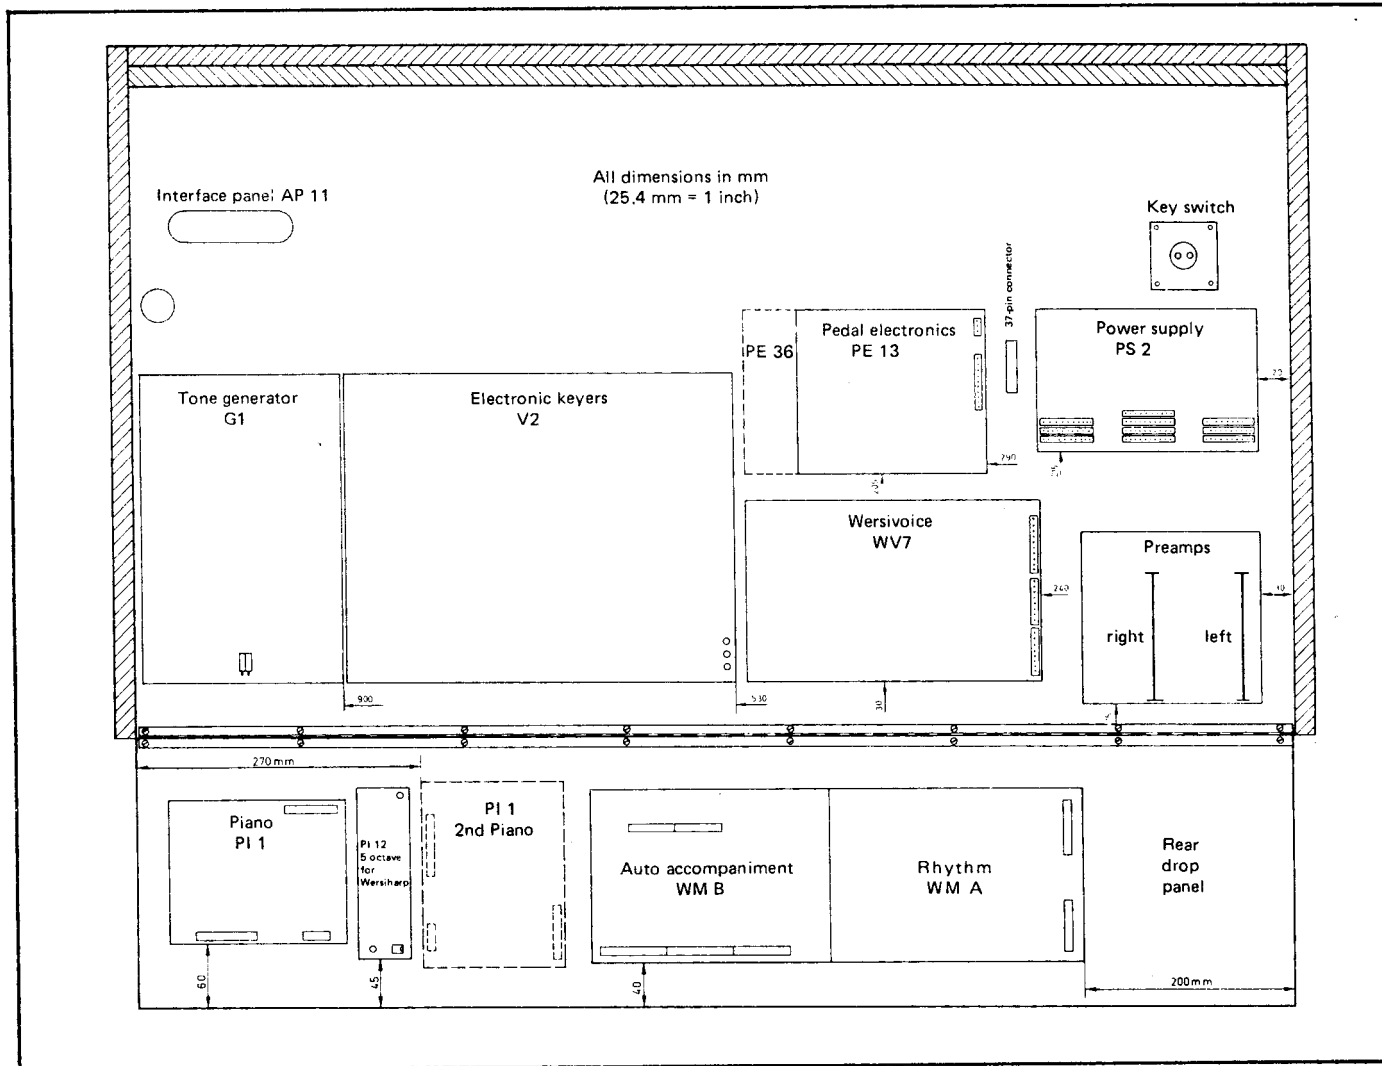 All dimensions in mm
(25,4 mm = 1 inch)
Interface panel AP 11
Key switch
37-pin connector
Pedal electronics
PE 13
PE 36
Power supply
PS 2
20
Tone generator
G1
Electronic keyers
V2
290
205
Wersivoice
WV7
240
Preamps
right
left
30
900
530
30
270 mm
Piano
PI 1
PI 12
5 octave
for
Wersiharp
PI 1
2nd Piano
Auto accompaniment
WM B
Rhythm
WM A
Rear
drop
panel
60
45
40
200mm